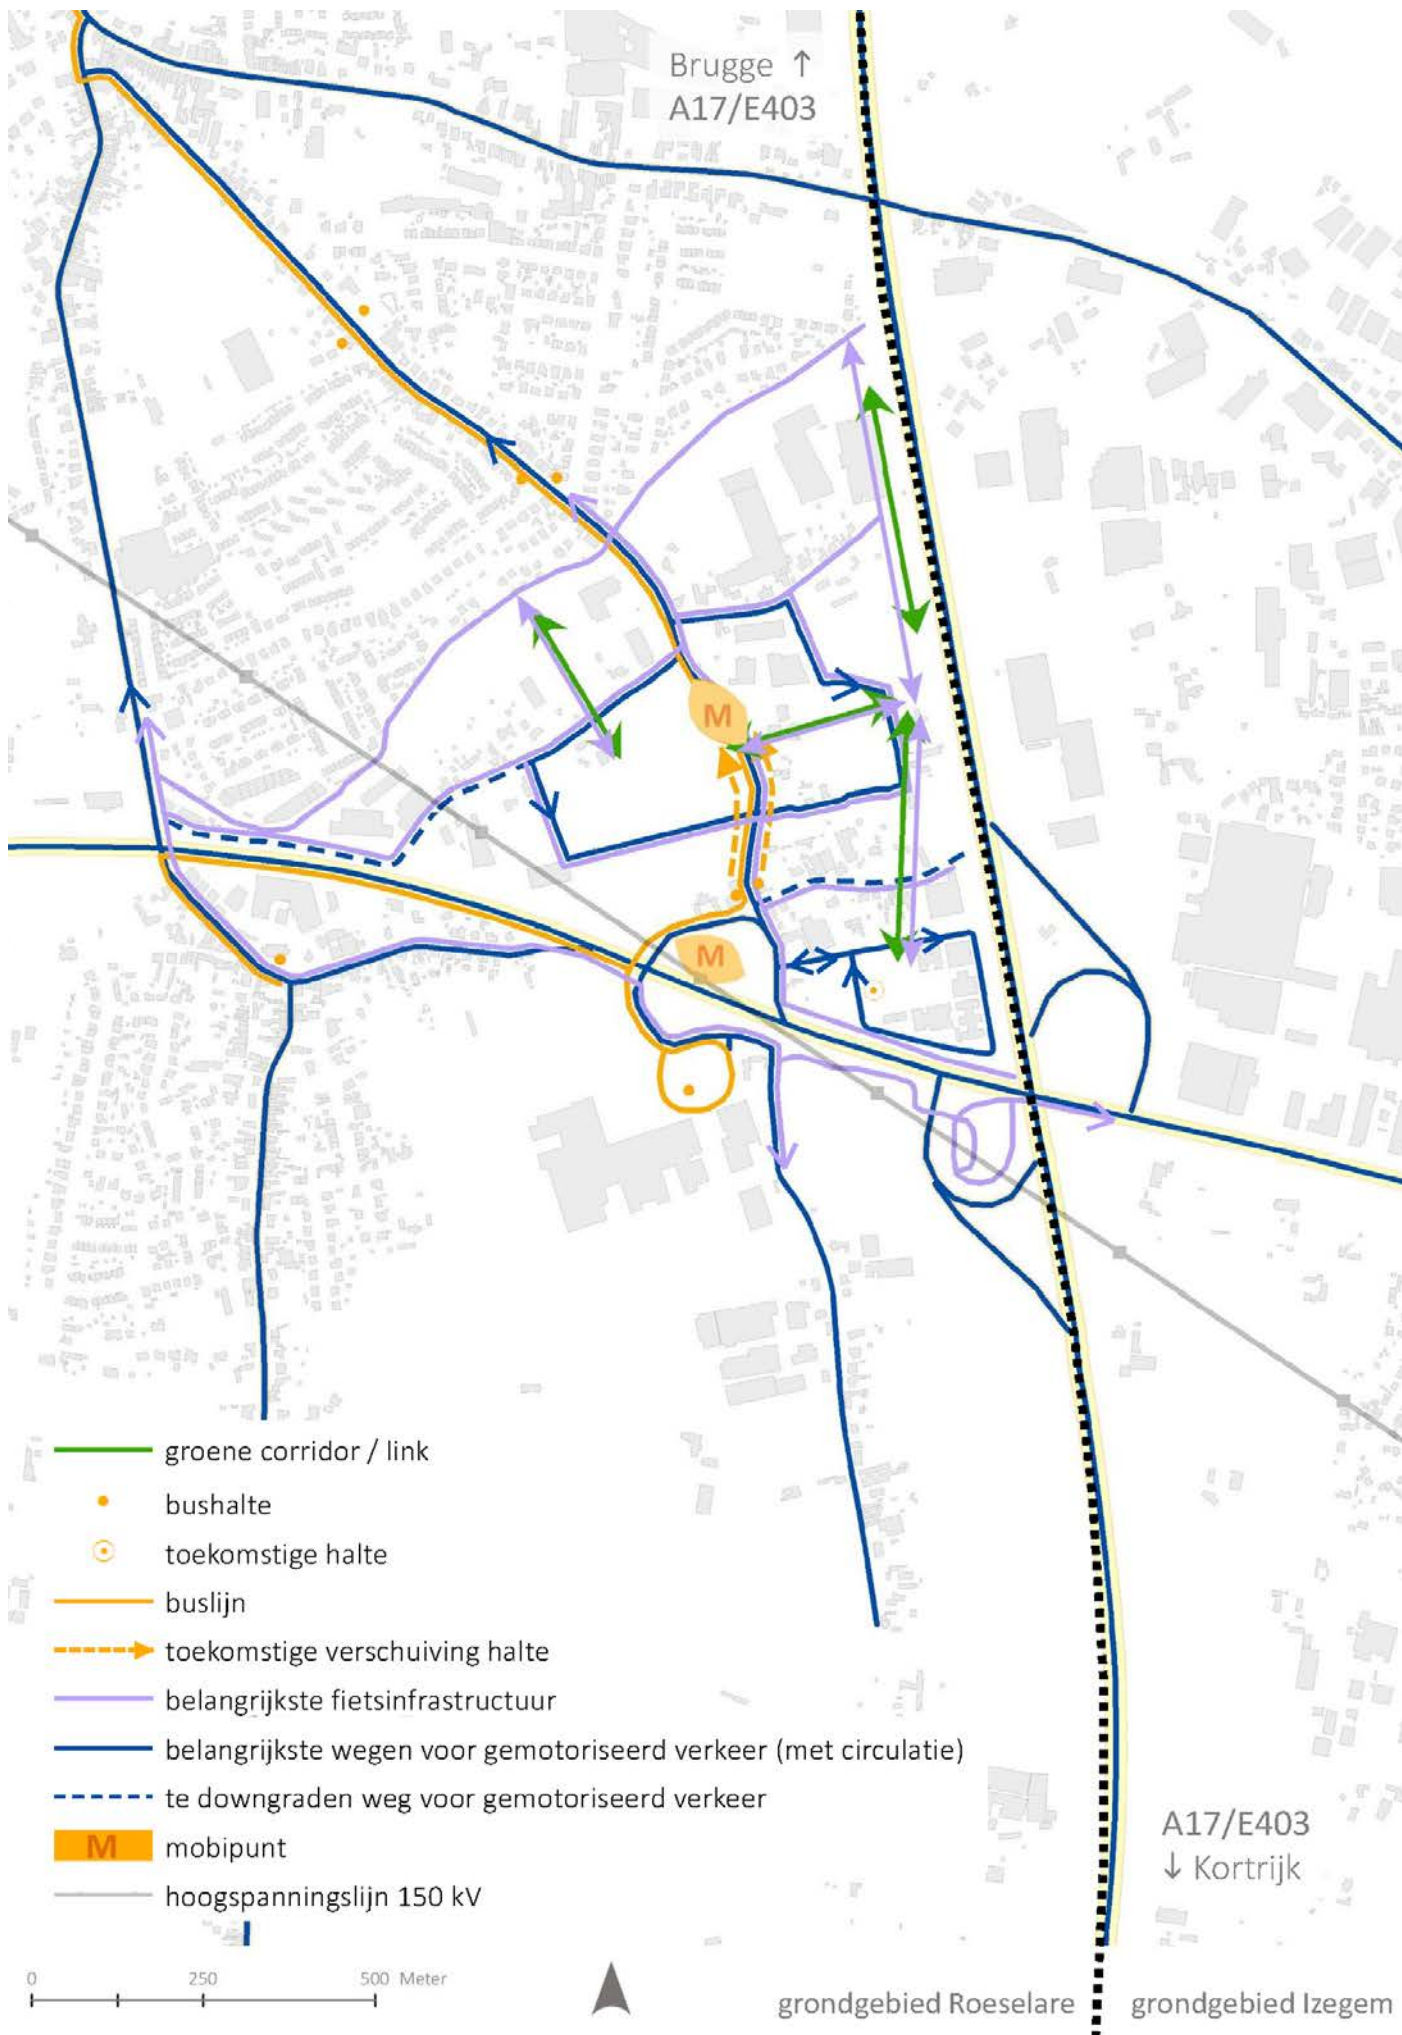 Brugge ↑
A17/E403
M
M
groene corridor / link
bushalte
toekomstige halte
buslijn
toekomstige verschuiving halte
belangrijkste fietsinfrastructuur
belangrijkste wegen voor gemotoriseerd verkeer (met circulatie)
te downgraden weg voor gemotoriseerd verkeer
M mobipunt
hoogspanningslijn 150 kV
A17/E403
↓ Kortrijk
0 250 500 Meter
grondgebied Roeselare
grondgebied Izegem